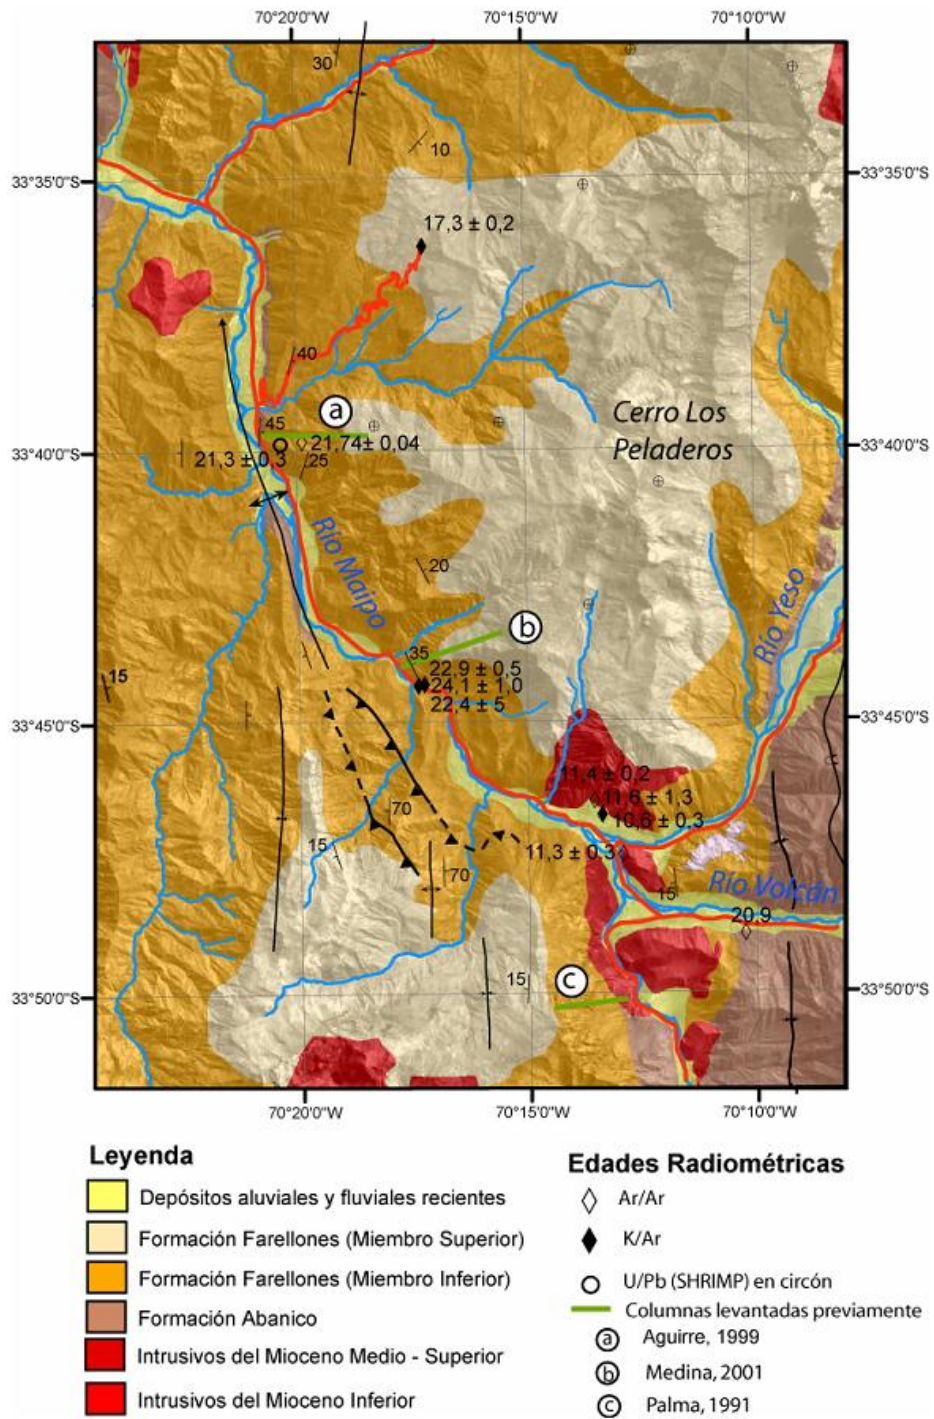 70°20'0"W 70°15'0"W 70°10'0"W
30
10
33°35'0"S 33°35'0"S
17,3 ± 0,2
40
a
45
Cerro Los
Peladeros
33°40'0"S 33°40'0"S
21,74± 0,04
21,3 ± 0,3
25
Río Maipo
20
b
Río Yeso
35
22,9 ± 0,5
24,1 ± 1,0
22,4 ± 5
15
33°45'0"S 33°45'0"S
11,4 ± 0,2
11,6 ± 1,3
10,6 ± 0,3
70
15
11,3 ± 0,3
70
15
Río Volcán
20,9
15
c
33°50'0"S 33°50'0"S
70°20'0"W 70°15'0"W 70°10'0"W
Leyenda
Depósitos aluviales y fluviales recientes
Formación Farellones (Miembro Superior)
Formación Farellones (Miembro Inferior)
Formación Abanico
Intrusivos del Mioceno Medio - Superior
Intrusivos del Mioceno Inferior
Edades Radiométricas
Ar/Ar
K/Ar
U/Pb (SHRIMP) en circón
Columnas levantadas previamente
a Aguirre, 1999
b Medina, 2001
c Palma, 1991